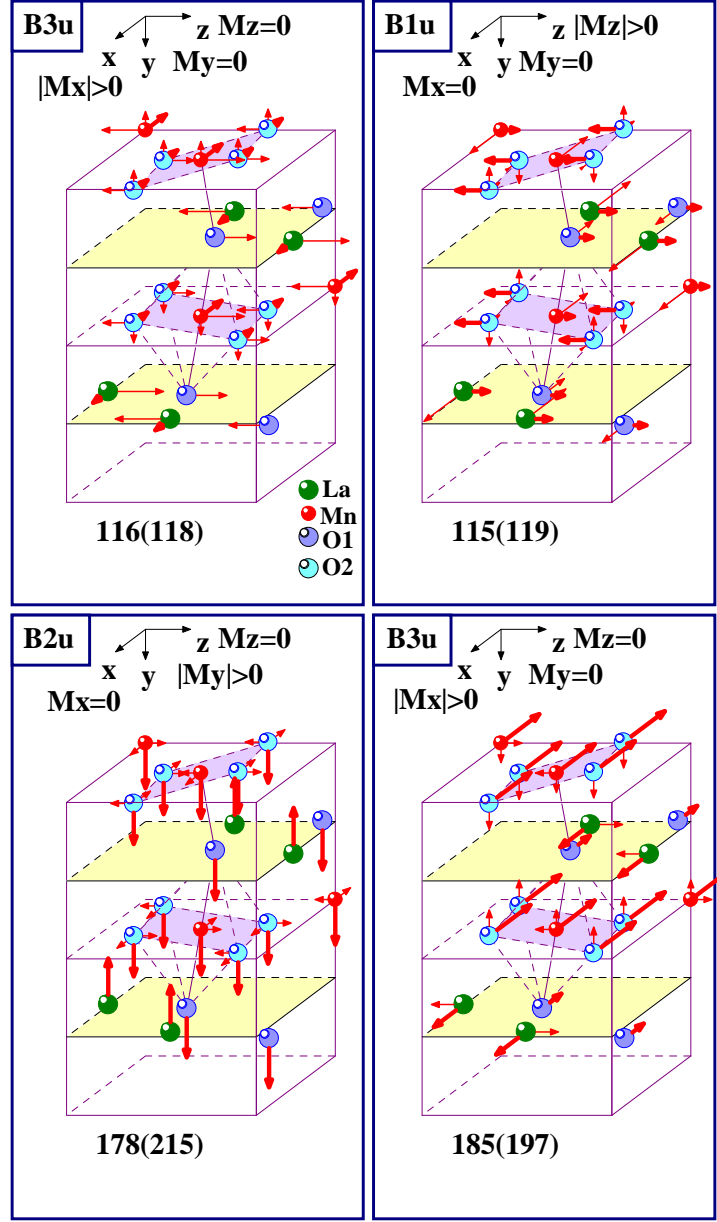 B3u
z Mz=0
x
y My=0
|Mx|>0
116(118)
La
Mn
O1
O2
B1u
z |Mz|>0
x
y My=0
Mx=0
115(119)
B2u
z Mz=0
x
y |My|>0
Mx=0
178(215)
B3u
z Mz=0
x
y My=0
|Mx|>0
185(197)